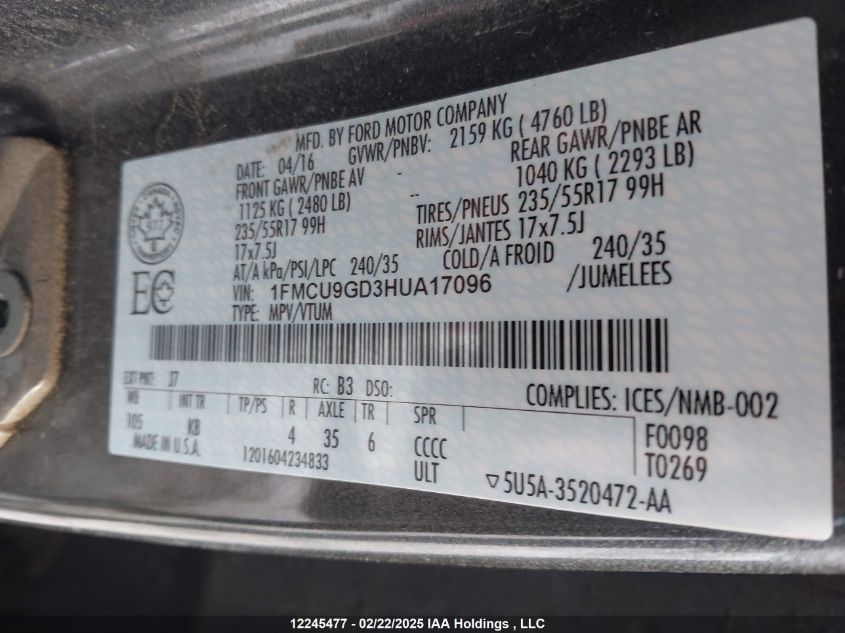 MFD. BY FORD MOTOR COMPANY
DATE: 04/16 GVWR/PNBV: 2159 KG ( 4760 LB)
FRONT GAWR/PNBE AV -- REAR GAWR/PNBE AR
1125 KG ( 2480 LB) 1040 KG ( 2293 LB)
235/55R17 99H TIRES/PNEUS 235/55R17 99H
17x7.5J RIMS/JANTES 17x7.5J
AT/A kPa/PSI/LPC 240/35 COLD/A FROID 240/35
VIN: 1FMCU9GD3HUA17096 /JUMELEES
TYPE: MPV/VTUM
EC
EXT PNT: J7 RC: B3 DSO: COMPLIES: ICES/NMB-002
WB INT TR TP/PS R AXLE TR SPR F0098
105 KB 4 35 6 CCCC T0269
MADE IN U.S.A. 1201604234833 ULT ▽5U5A-3520472-AA
12245477 - 02/22/2025 IAA Holdings , LLC